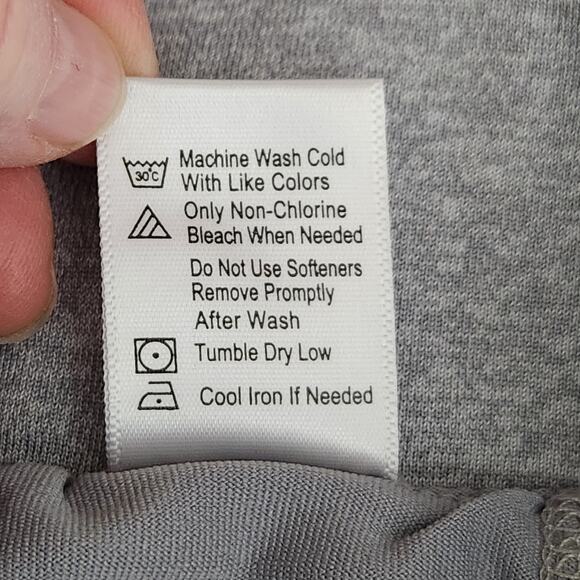 30°C Machine Wash Cold
With Like Colors
Only Non-Chlorine
Bleach When Needed
Do Not Use Softeners
Remove Promptly
After Wash
Tumble Dry Low
Cool Iron If Needed